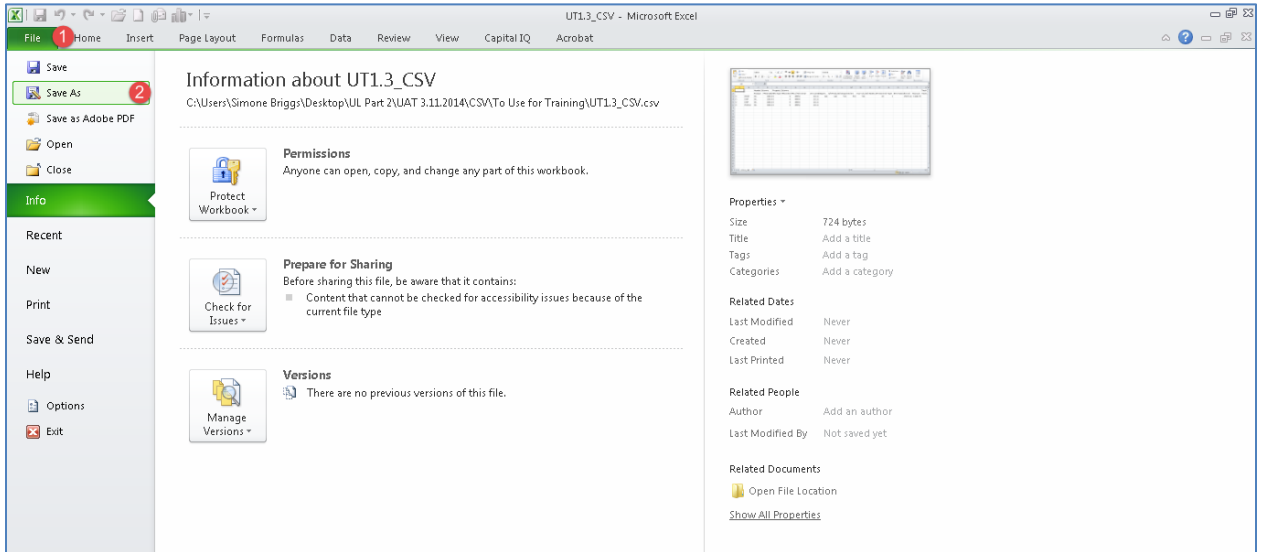 UT1.3_CSV - Microsoft Excel
File 1 Home Insert Page Layout Formulas Data Review View Capital IQ Acrobat
Save
Save As 2
Save as Adobe PDF
Open
Close
Info
Recent
New
Print
Save & Send
Help
Options
Exit
Information about UT1.3_CSV
C:\Users\Simone Briggs\Desktop\UL Part 2\UAT 3.11.2014\CSV\To Use for Training\UT1.3_CSV.csv
Protect
Workbook
Permissions
Anyone can open, copy, and change any part of this workbook.
Check for
Issues
Prepare for Sharing
Before sharing this file, be aware that it contains:
Content that cannot be checked for accessibility issues because of the
current file type
Manage
Versions
Versions
There are no previous versions of this file.
Properties
Size 724 bytes
Title Add a title
Tags Add a tag
Categories Add a category
Related Dates
Last Modified Never
Created Never
Last Printed Never
Related People
Author Add an author
Last Modified By Not saved yet
Related Documents
Open File Location
Show All Properties